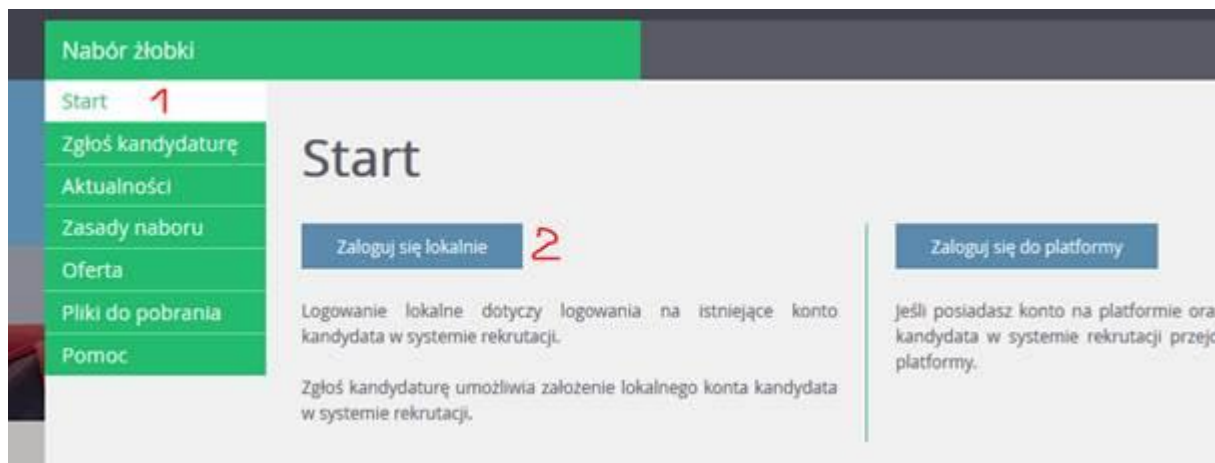 Nabór żłobki
Start 1
Zgłoś kandydaturę
Aktualności
Zasady naboru
Oferta
Pliki do pobrania
Pomoc
Start
Zaloguj się lokalnie 2
Logowanie lokalne dotyczy logowania na istniejące konto
kandydata w systemie rekrutacji.
Zgłoś kandydaturę umożliwia założenie lokalnego konta kandydata
w systemie rekrutacji.
Zaloguj się do platformy
Jeśli posiadasz konto na platformie
kandydata w systemie rekrutacji
platformy.